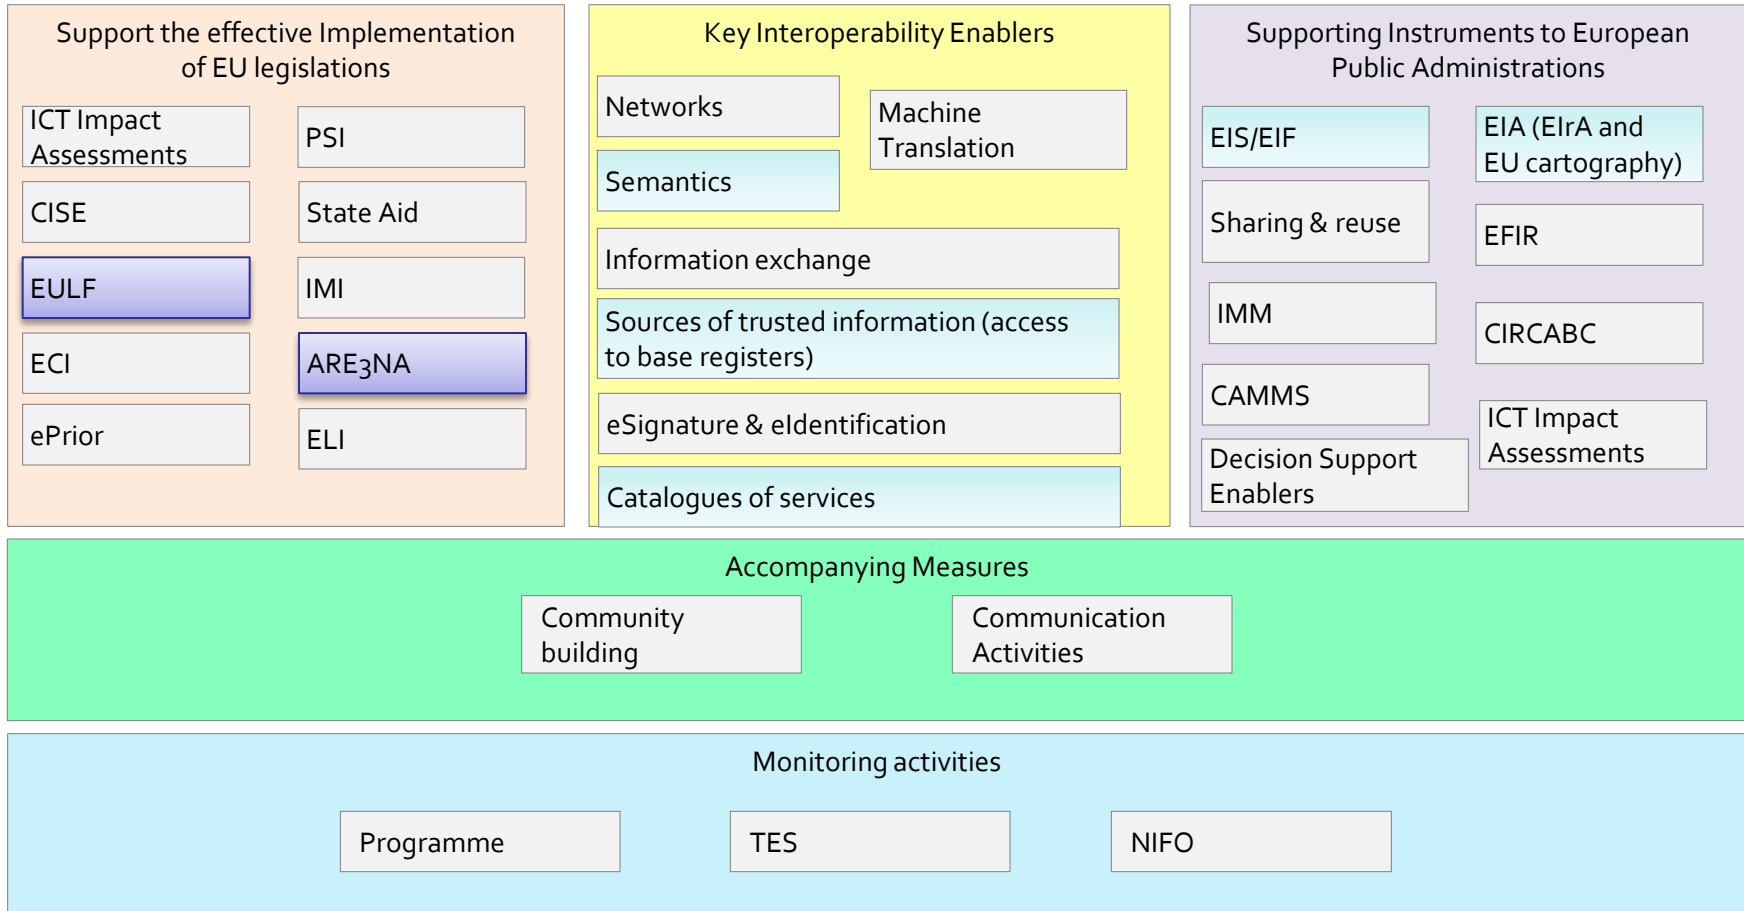 Support the effective Implementation
of EU legislations
ICT Impact
Assessments
PSI
CISE
State Aid
EULF
IMI
ECI
ARE3NA
ePrior
ELI
Key Interoperability Enablers
Networks
Machine
Translation
Semantics
Information exchange
Sources of trusted information (access
to base registers)
eSignature & eIdentification
Catalogues of services
Supporting Instruments to European
Public Administrations
EIS/EIF
EIA (EIrA and
EU cartography)
Sharing & reuse
EFIR
IMM
CIRCABC
CAMMS
ICT Impact
Assessments
Decision Support
Enablers
Accompanying Measures
Community
building
Communication
Activities
Monitoring activities
Programme
TES
NIFO